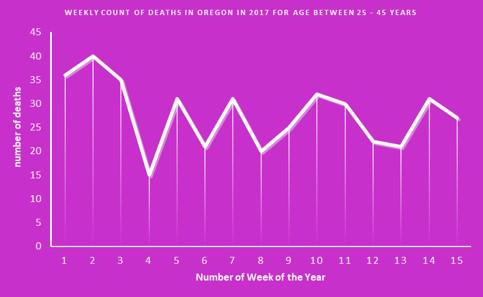 WEEKLY COUNT OF DEATHS IN OREGON IN 2017 FOR AGE BETWEEN 25 – 45 YEARS
45
40
35
30
25
20
15
10
5
0
number of deaths
1 2 3 4 5 6 7 8 9 10 11 12 13 14 15
Number of Week of the Year